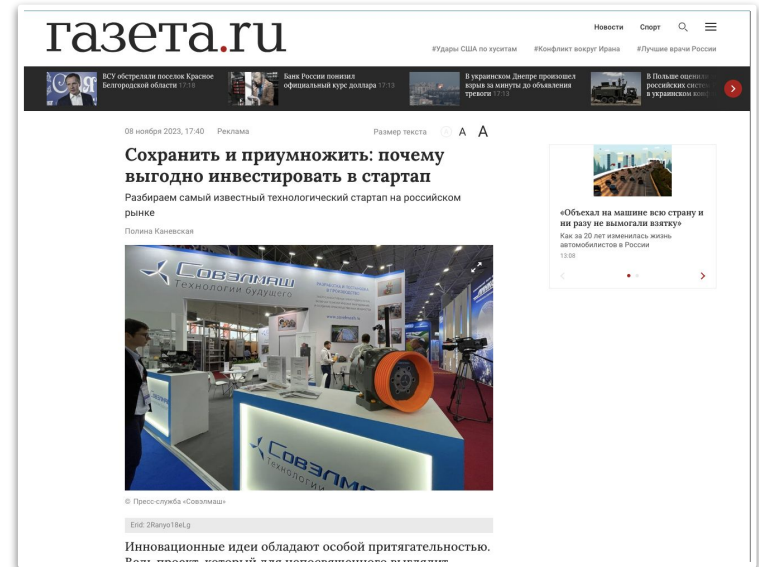 газета.ru
Новости Спорт
#Удары США по хуситам #Конфликт вокруг Ирана #Лучшие врачи России
ВСУ обстреляли поселок Красное
Белгородской области 17:18
Банк России понизил
официальный курс доллара 17:13
В украинском Днепре произошел
взрыв за минуты до объявления
тревоги 17:13
В Польше оценили
российских
в украинском
08 ноября 2023, 17:40 Реклама
Размер текста А А
Сохранить и приумножить: почему
выгодно инвестировать в стартап
Разбираем самый известный технологический стартап на российском
рынке
Полина Каневская
СОВЭЛМАШ
Технологии будущего
СОВЭЛМАШ
Технологии
© Пресс-служба «Совэлмаш»
Erid: 2Ranyo18eLg
Инновационные идеи обладают особой притягательностью.
«Объехал на машине всю страну и
ни разу не вымогали взятку»
Как за 20 лет изменилась жизнь
автомобилистов в России
13:08